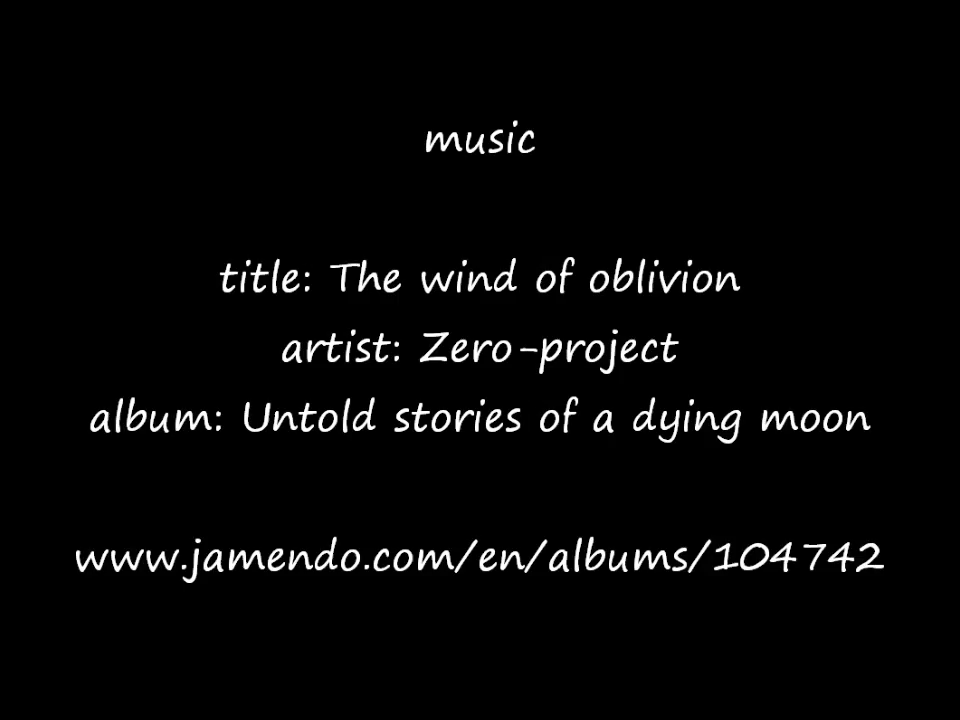 music
title: The wind of oblivion
artist: Zero-project
album: Untold stories of a dying moon
www.jamendo.com/en/albums/104742